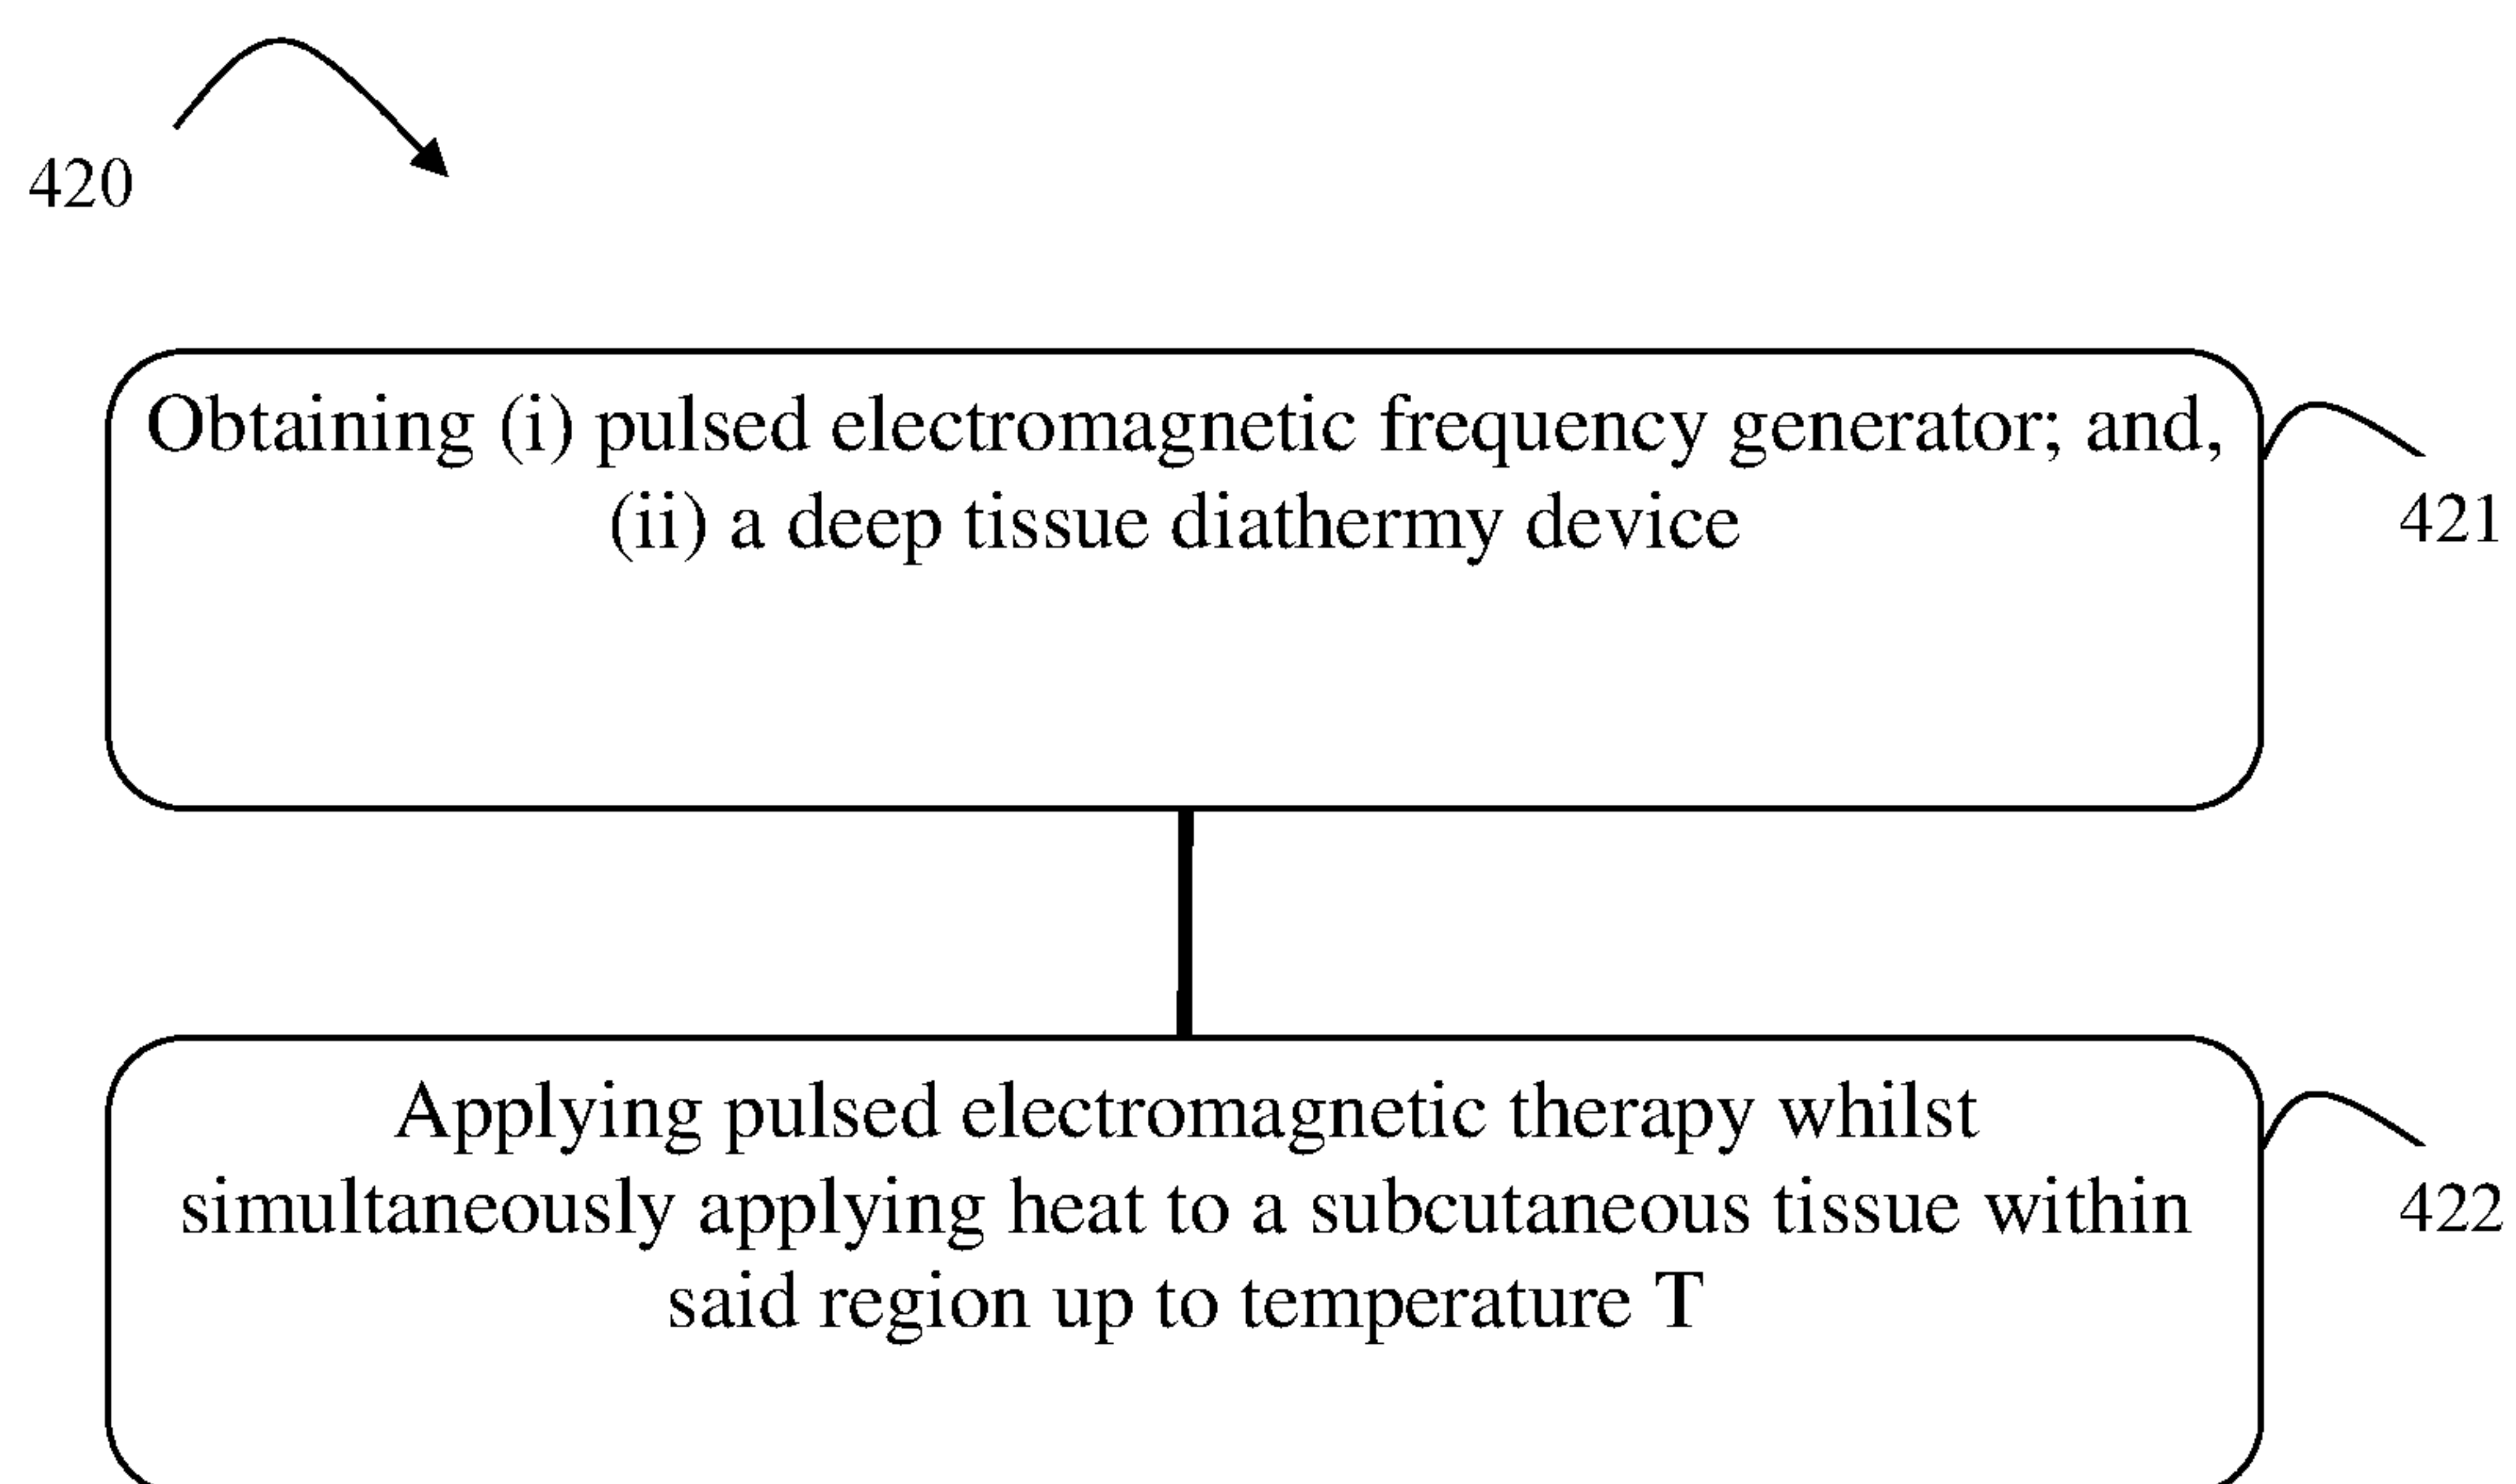 420
Obtaining (i) pulsed electromagnetic frequency generator; and,
(ii) a deep tissue diathermy device
421
Applying pulsed electromagnetic therapy whilst
simultaneously applying heat to a subcutaneous tissue within
said region up to temperature T
422